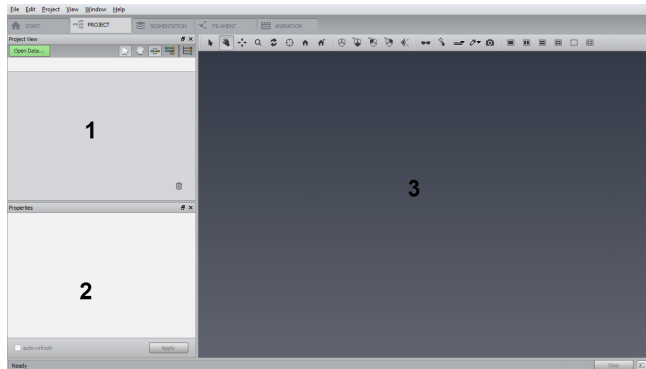 File Edit Project View Window Help
START PROJECT SEGMENTATION FILAMENT ANIMATION
Project View
Open Data...
1
3
Properties
2
auto-refresh Apply
Ready Stop